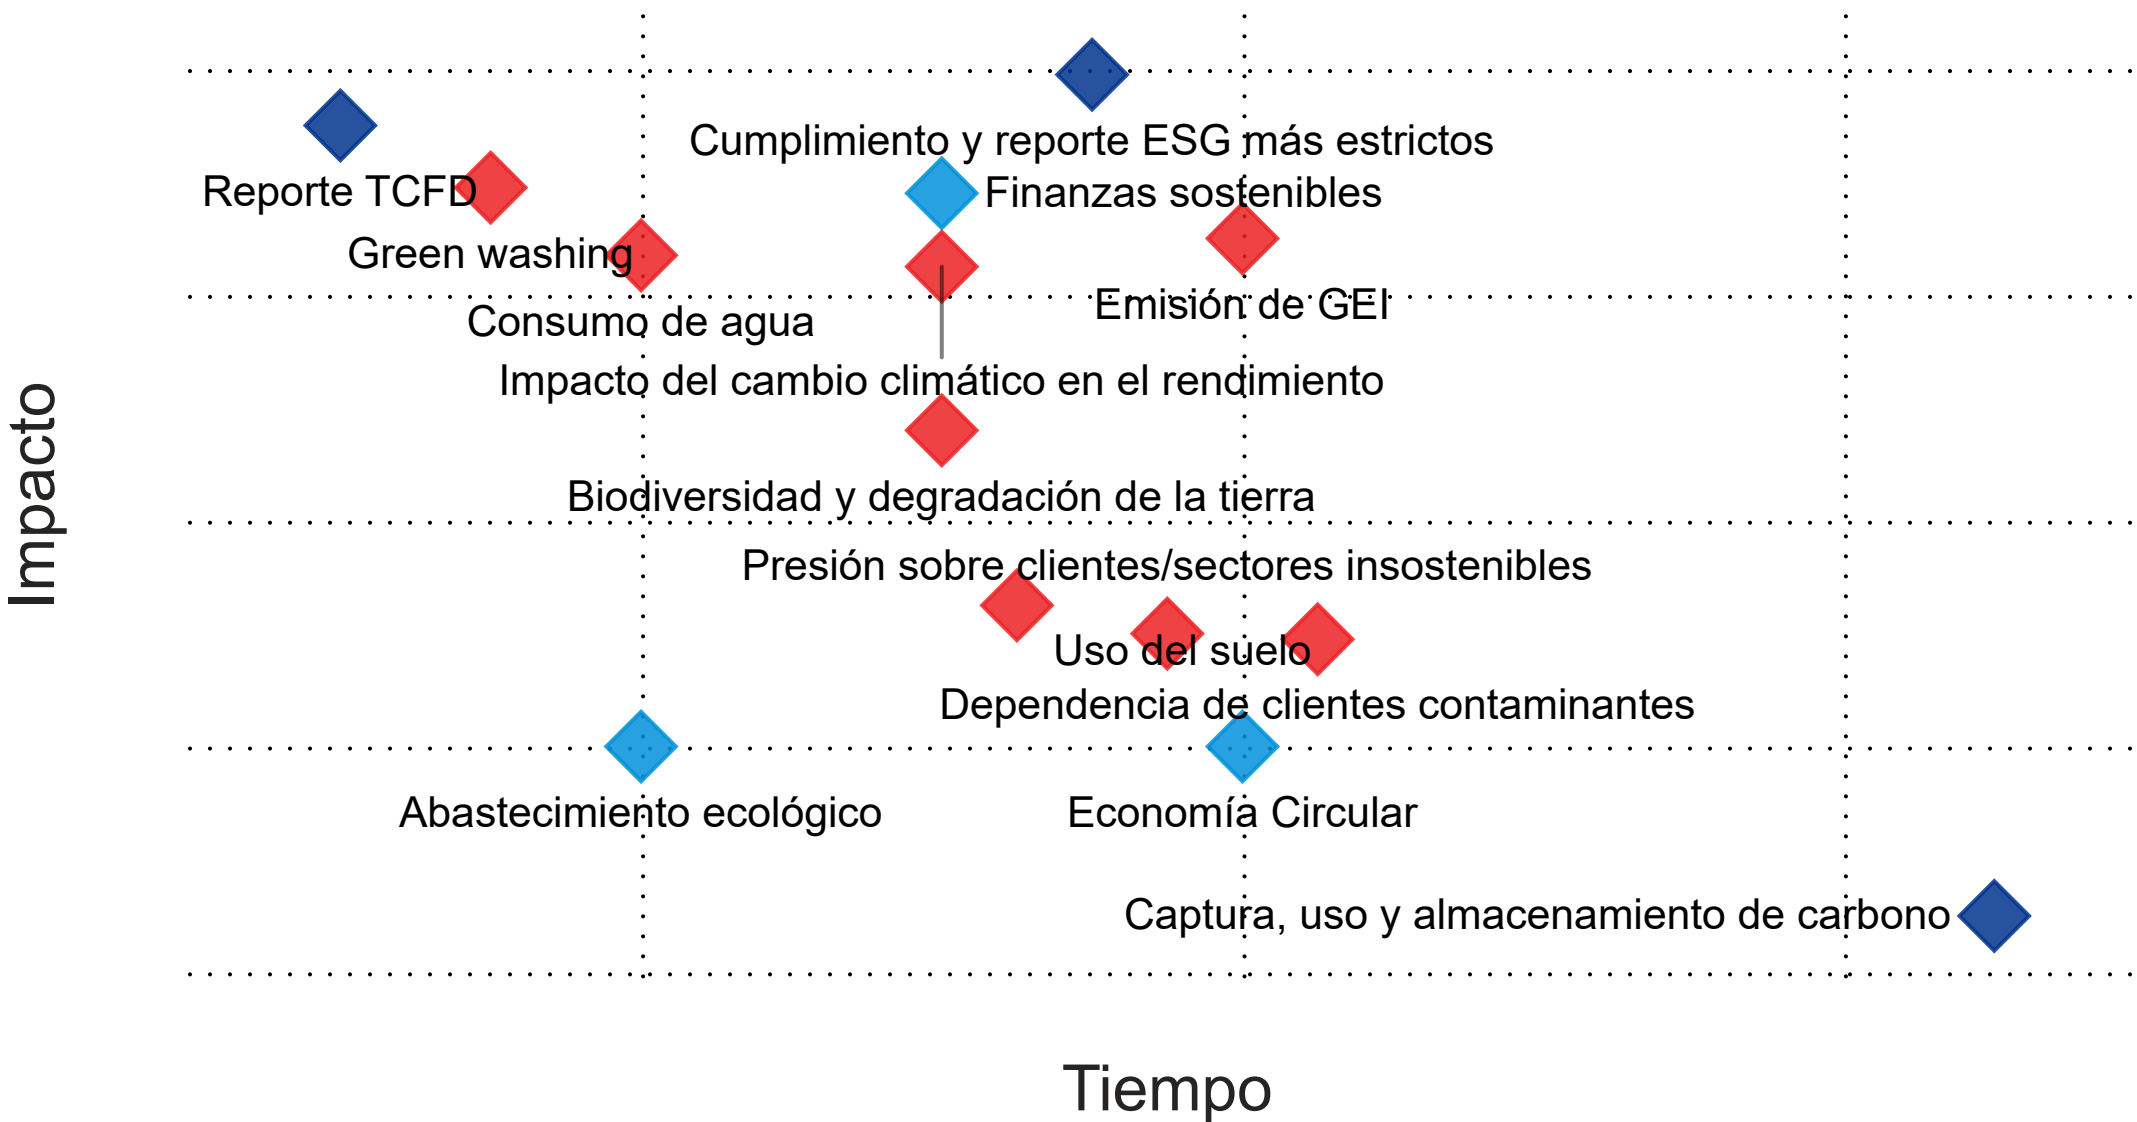 Cumplimiento y reporte ESG más estrictos
Reporte TCFD
Finanzas sostenibles
Green washing
Emisión de GEI
Consumo de agua
Impacto del cambio climático en el rendimiento
Biodiversidad y degradación de la tierra
Impacto
Presión sobre clientes/sectores insostenibles
Uso del suelo
Dependencia de clientes contaminantes
Abastecimiento ecológico
Economía Circular
Captura, uso y almacenamiento de carbono
Tiempo